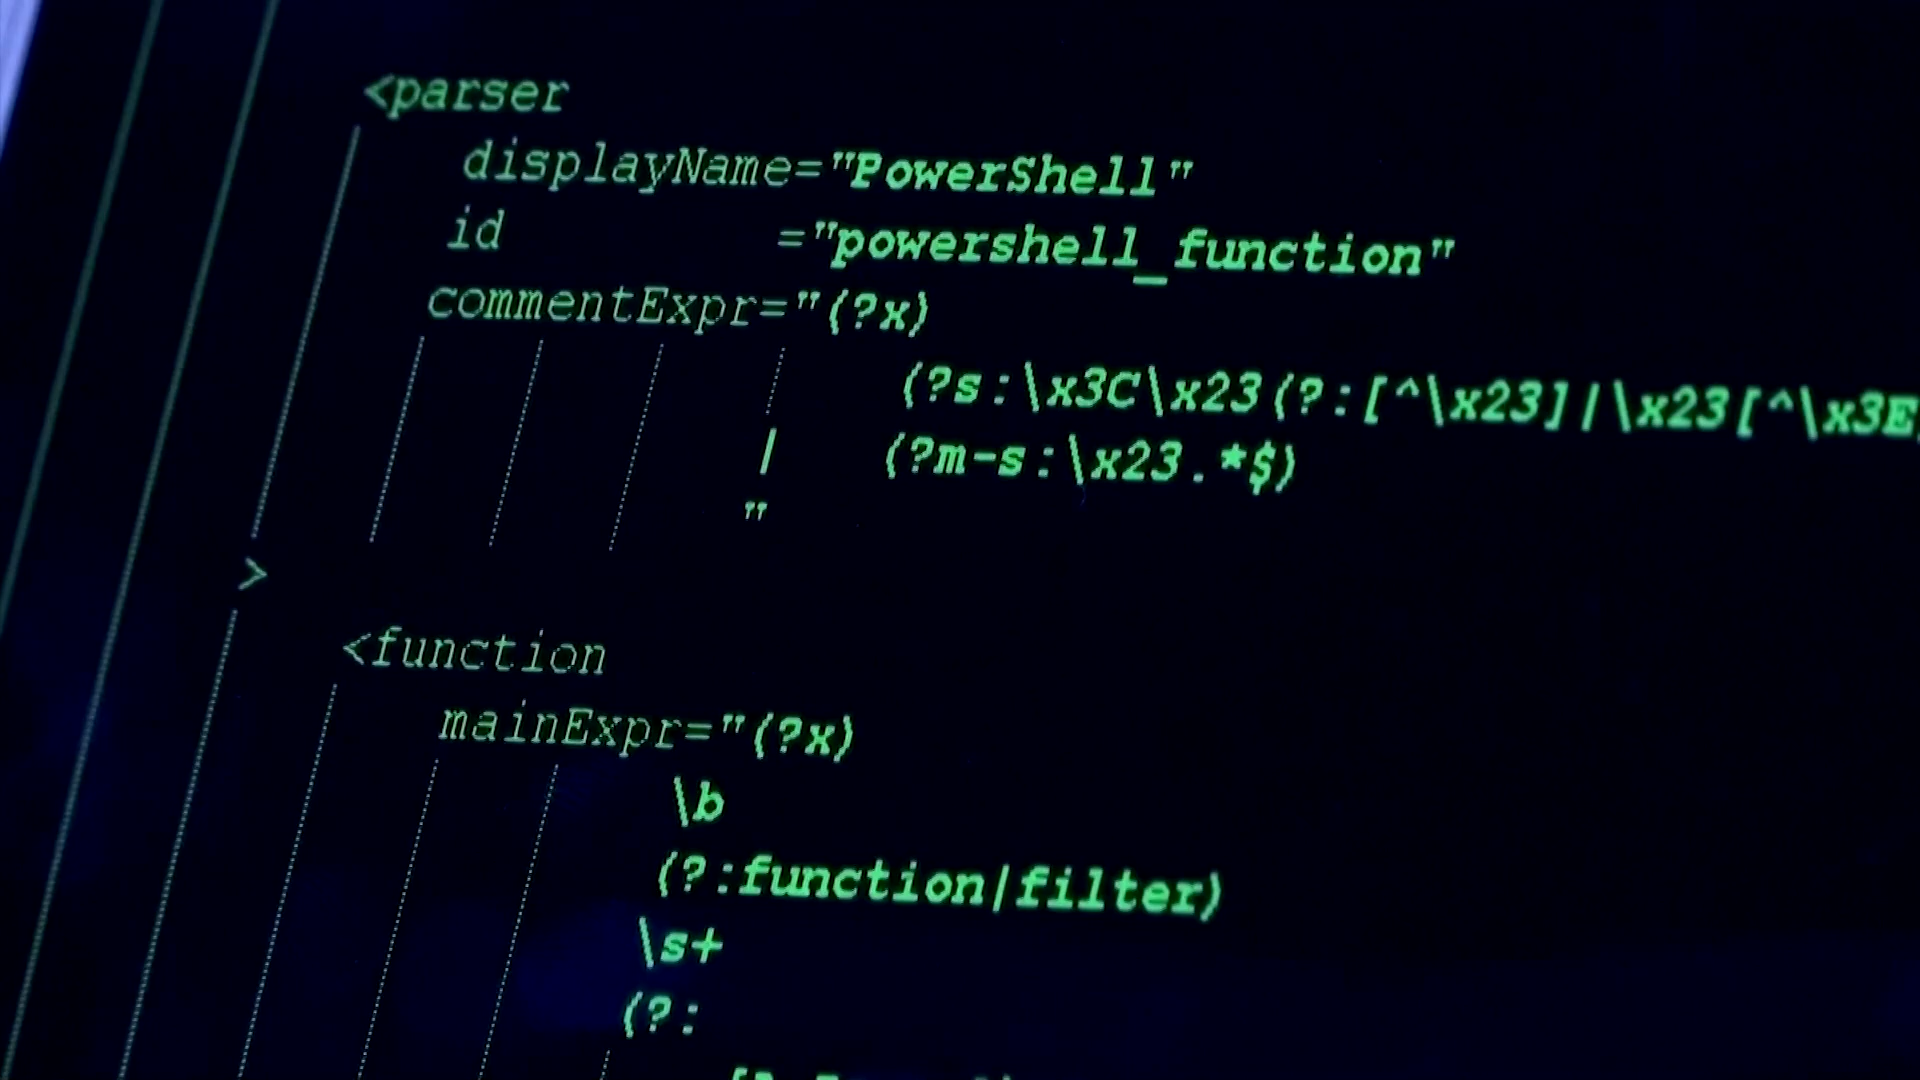 <parser
displayName="PowerShell"
id ="powershell_function"
commentExpr="(?x)
(?s:\x3C\x23(?:[^\x23]|\x23[^\x3E
| (?m-s:\x23.*$)
"
>
<function
mainExpr="(?x)
\b
(?:function|filter)
\s+
(?: